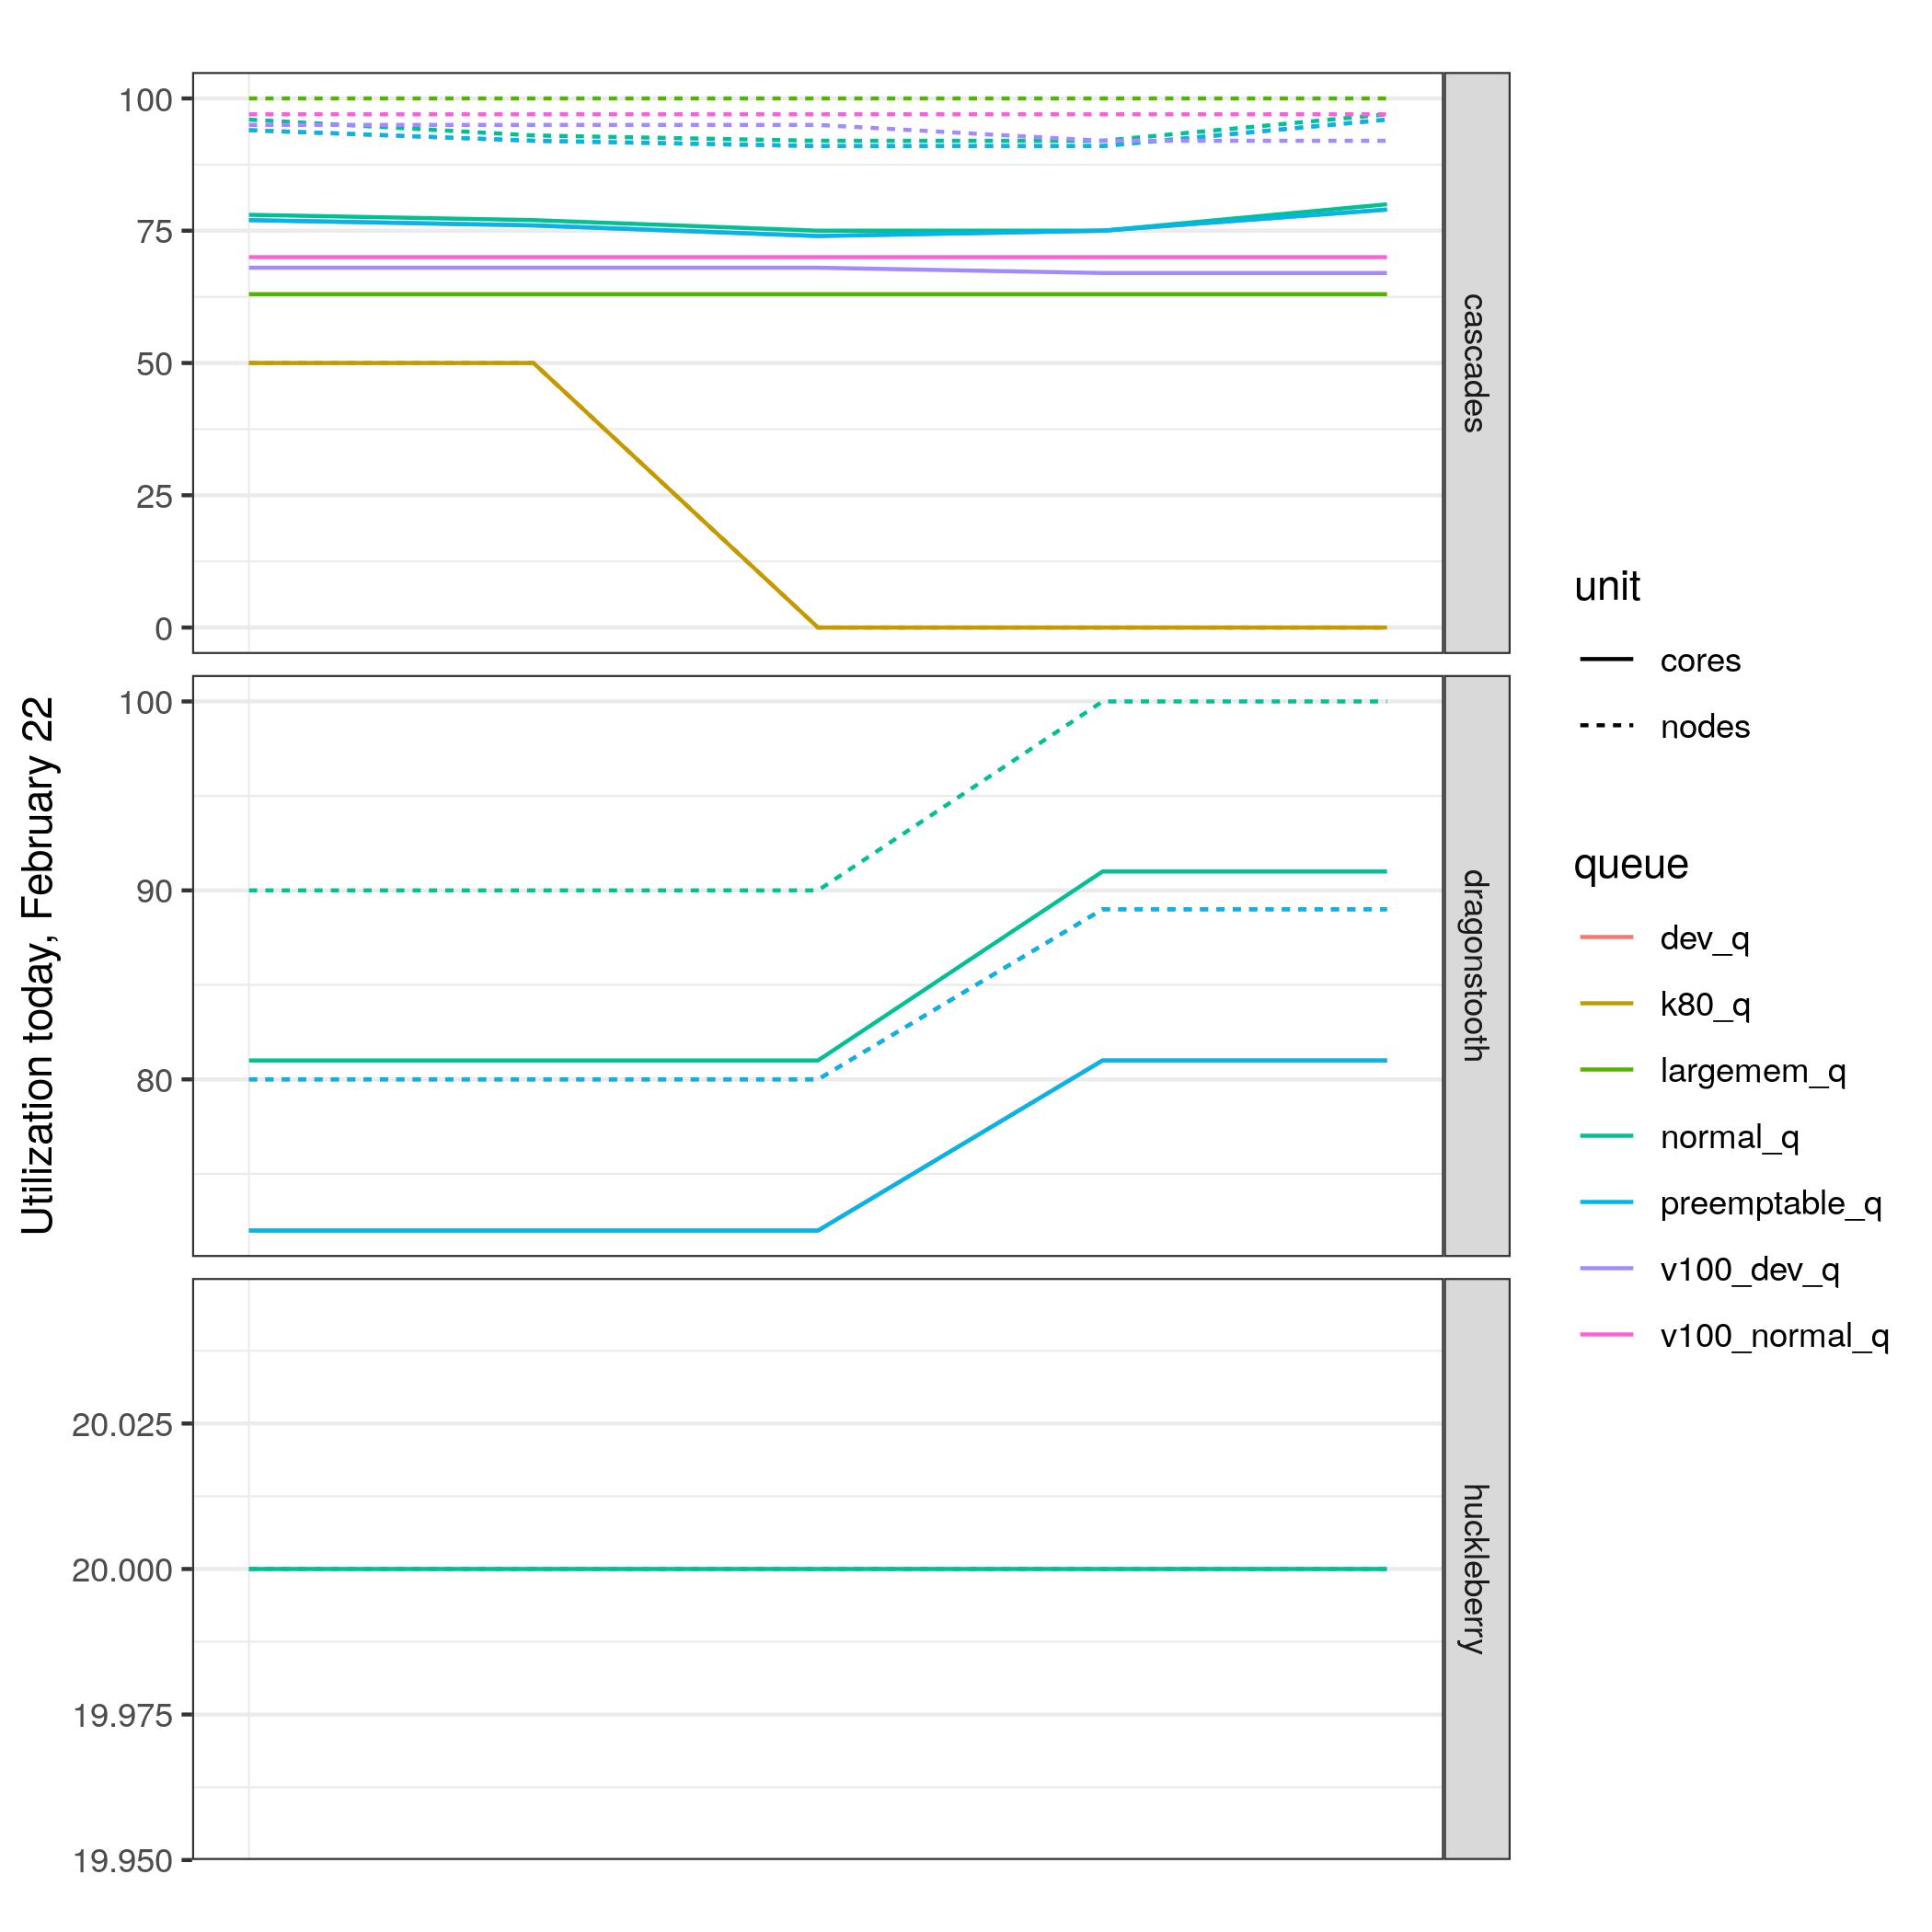 Utilization today, February 22
100
75
50
25
0
cascades
100
90
80
dragonstooth
20.025
20.000
19.975
19.950
huckleberry
unit
cores
nodes
queue
dev_q
k80_q
largemem_q
normal_q
preemptable_q
v100_dev_q
v100_normal_q